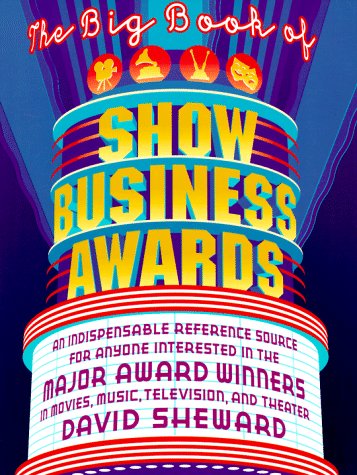 The Big Book of
SHOW
BUSINESS
AWARDS
AN INDISPENSABLE REFERENCE SOURCE
FOR ANYONE INTERESTED IN THE
MAJOR AWARD WINNERS
IN MOVIES, MUSIC, TELEVISION, AND THEATER
DAVID SHEWARD